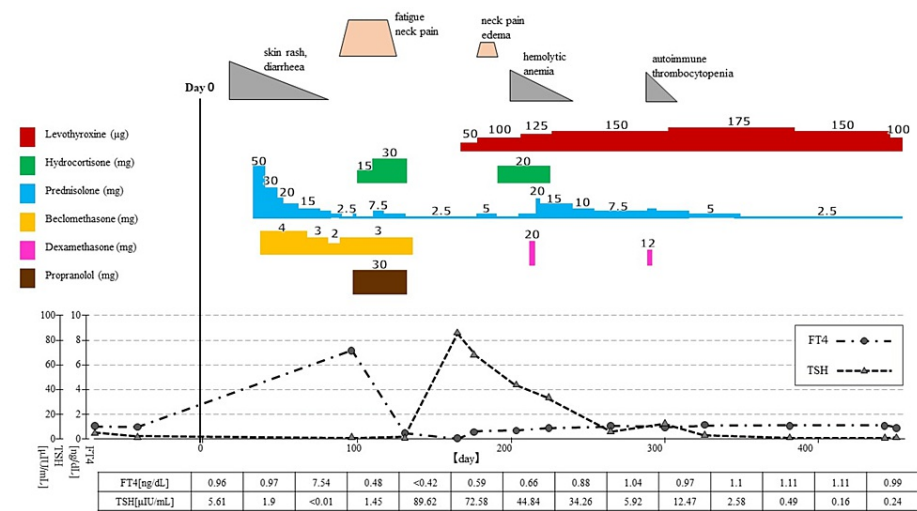 fatigue
neck pain
neck pain
edema
skin rash,
diarrheea
hemolytic
anemia
autoimmune
thrombocytopenia
Day 0
Levothyroxine (μg)
50 100 125 150 175 150 100
Hydrocortisone (mg)
15 30 20
Prednisolone (mg)
50 30 20 15 2.5 7.5 2.5 5 20 15 10 7.5 5 2.5
Beclomethasone (mg)
4 3 2 3
Dexamethasone (mg)
20 12
Propranolol (mg)
30
100 10
80 8
60 6
40 4
20 2
0 0
FT4
TSH
TSH [μIU/mL]
FT4 [ng/dL]
100 200 300 400
【day】
FT4[ng/dL] 0.96 0.97 7.54 0.48 <0.42 0.59 0.66 0.88 1.04 0.97 1.1 1.11 1.11 0.99
TSH[μIU/mL] 5.61 1.9 <0.01 1.45 89.62 72.58 44.84 34.26 5.92 12.47 2.58 0.49 0.16 0.24